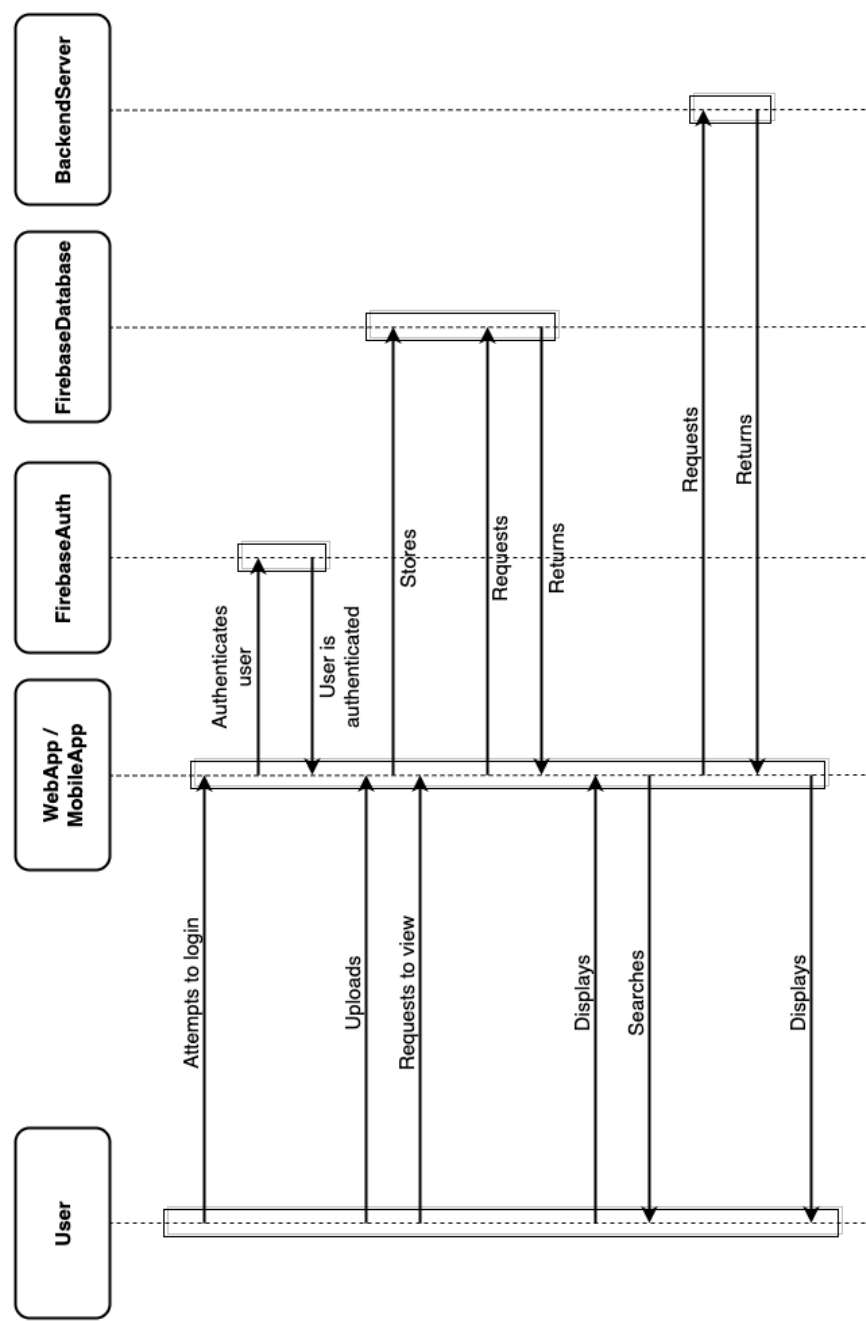 User
WebApp /
MobileApp
FirebaseAuth
FirebaseDatabase
BackendServer
Attempts to login
Authenticates
user
User is
authenticated
Uploads
Stores
Requests to view
Requests
Returns
Displays
Searches
Requests
Returns
Displays